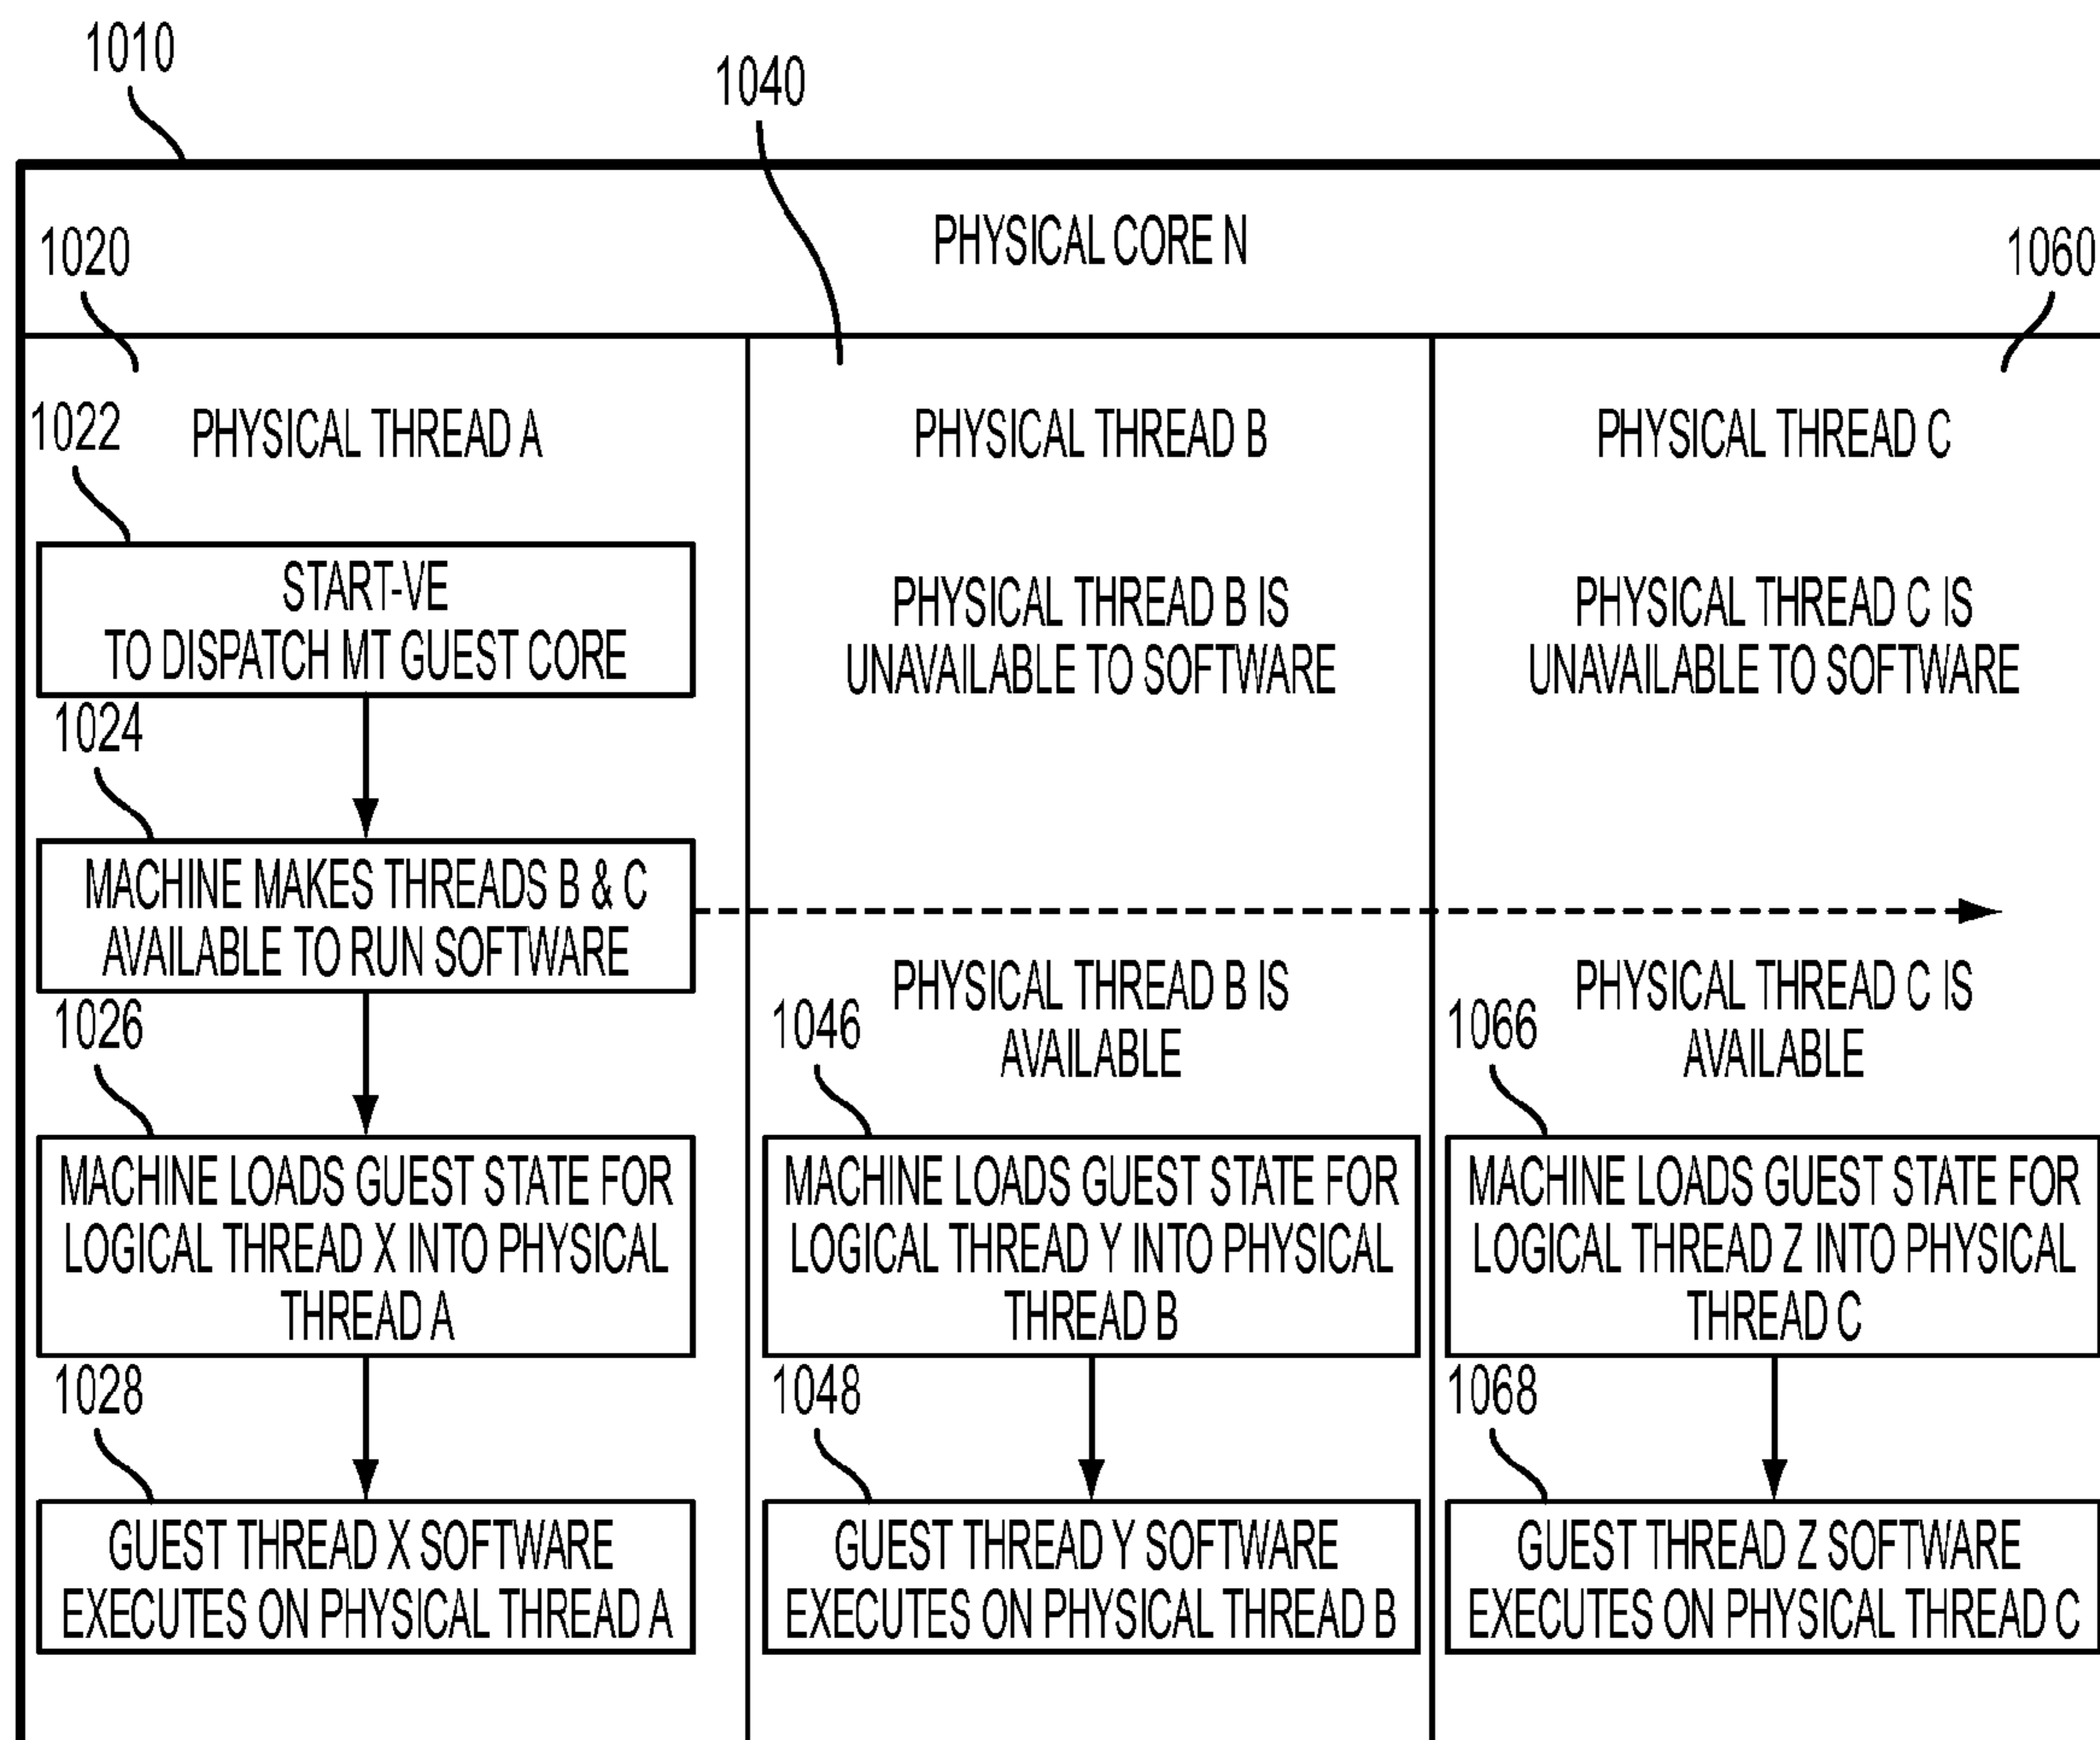 1010
1040
PHYSICAL CORE N
1020
1060
1022
PHYSICAL THREAD A
PHYSICAL THREAD B
PHYSICAL THREAD C
START-VE
TO DISPATCH MT GUEST CORE
PHYSICAL THREAD B IS
UNAVAILABLE TO SOFTWARE
PHYSICAL THREAD C IS
UNAVAILABLE TO SOFTWARE
1024
MACHINE MAKES THREADS B & C
AVAILABLE TO RUN SOFTWARE
PHYSICAL THREAD B IS
AVAILABLE
PHYSICAL THREAD C IS
AVAILABLE
1026
1046
1066
MACHINE LOADS GUEST STATE FOR
LOGICAL THREAD X INTO PHYSICAL
THREAD A
MACHINE LOADS GUEST STATE FOR
LOGICAL THREAD Y INTO PHYSICAL
THREAD B
MACHINE LOADS GUEST STATE FOR
LOGICAL THREAD Z INTO PHYSICAL
THREAD C
1028
1048
1068
GUEST THREAD X SOFTWARE
EXECUTES ON PHYSICAL THREAD A
GUEST THREAD Y SOFTWARE
EXECUTES ON PHYSICAL THREAD B
GUEST THREAD Z SOFTWARE
EXECUTES ON PHYSICAL THREAD C